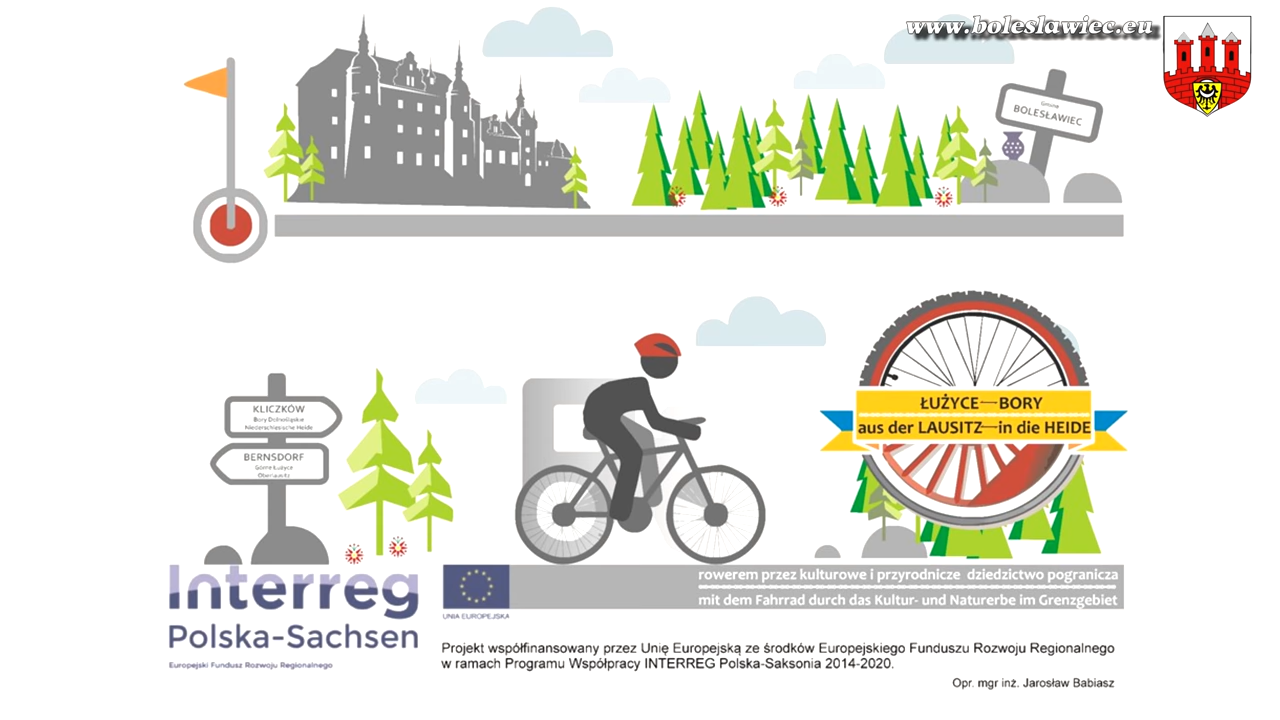 www.boleslawiec.eu
Gmina
BOLESŁAWIEC
KLICZKÓW
Bory Dolnośląskie
Niederschlesische Heide
BERNSDORF
Górne Łużyce
Oberlausitz
ŁUŻYCE—BORY
aus der LAUSITZ—in die HEIDE
rowerem przez kulturowe i przyrodnicze dziedzictwo pogranicza
mit dem Fahrrad durch das Kultur- und Naturerbe im Grenzgebiet
Interreg
Polska-Sachsen
Europejski Fundusz Rozwoju Regionalnego
UNIA EUROPEJSKA
Projekt współfinansowany przez Unię Europejską ze środków Europejskiego Funduszu Rozwoju Regionalnego
w ramach Programu Współpracy INTERREG Polska-Saksonia 2014-2020.
Opr. mgr inż. Jarosław Babiasz